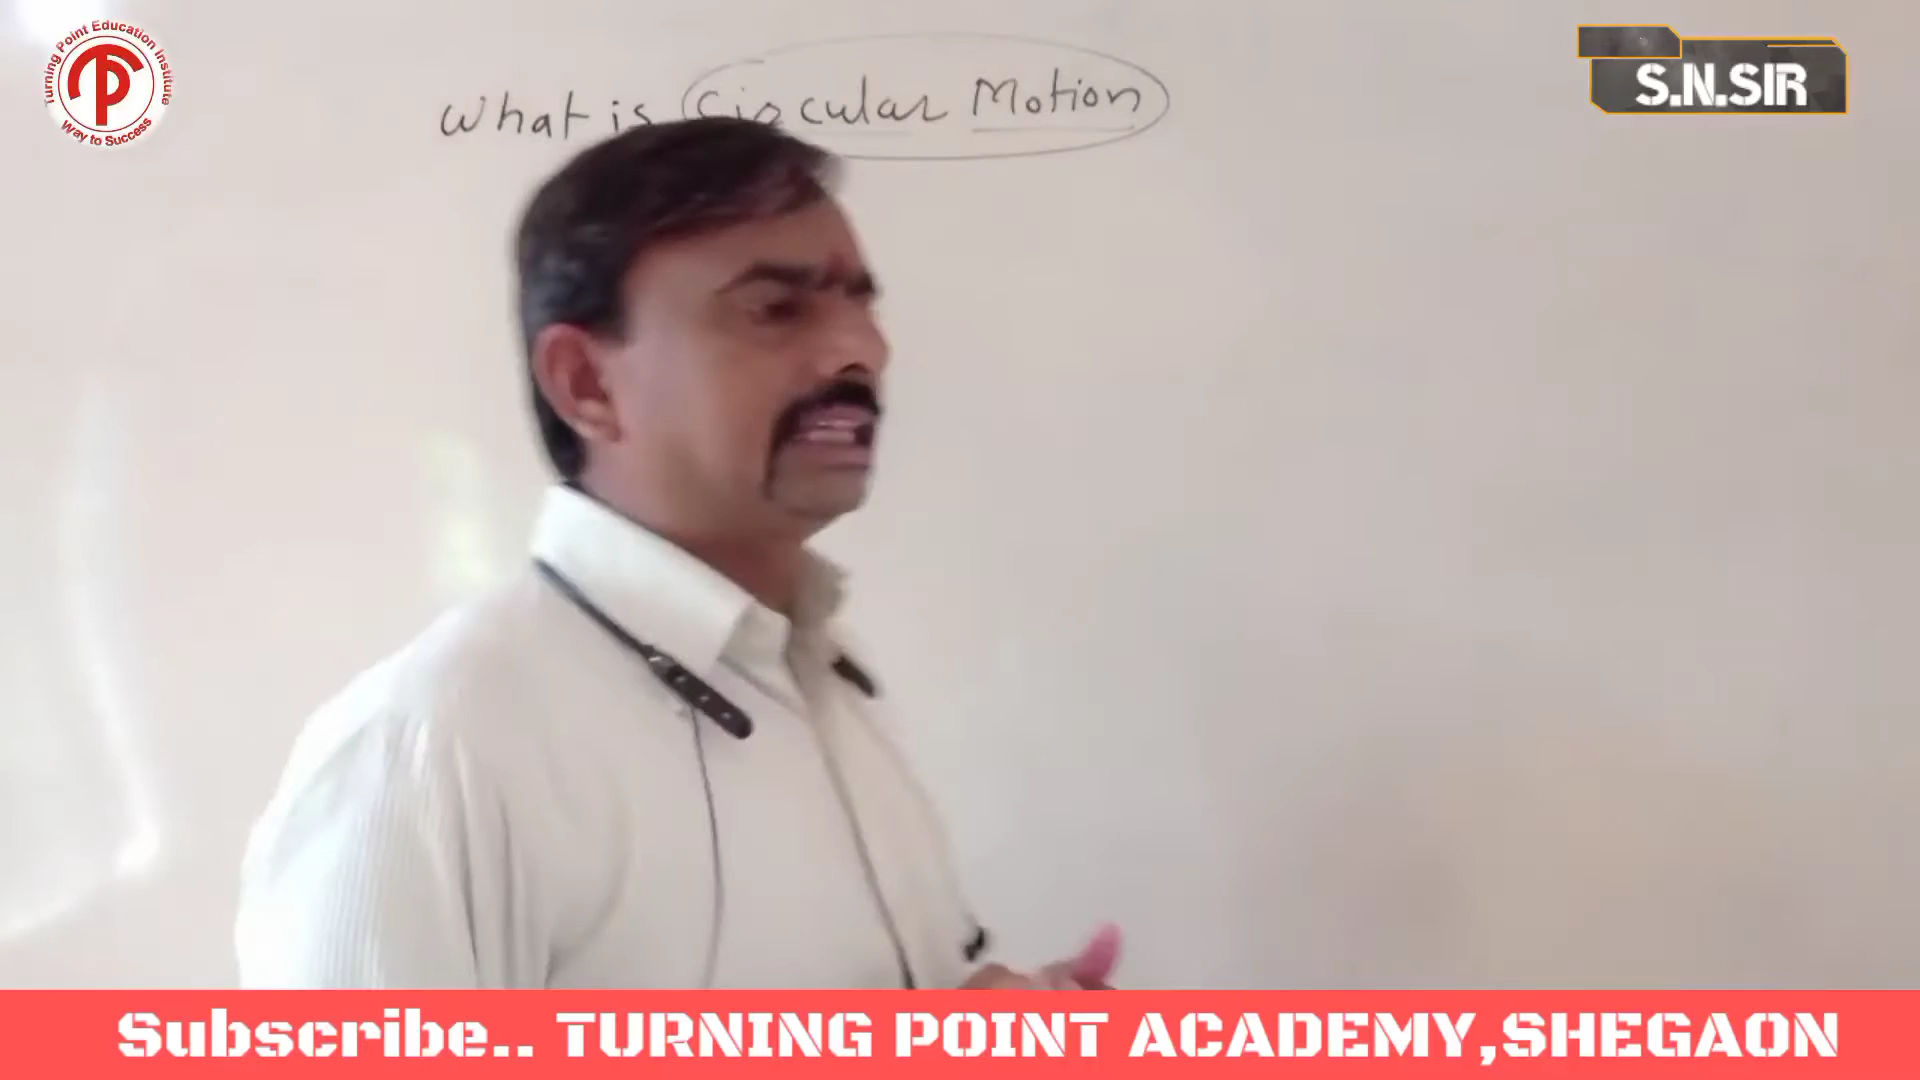 Turning Point Education Institute
Way to Success
What is Circular Motion
S.N.SIR
Subscribe.. TURNING POINT ACADEMY,SHEGAON